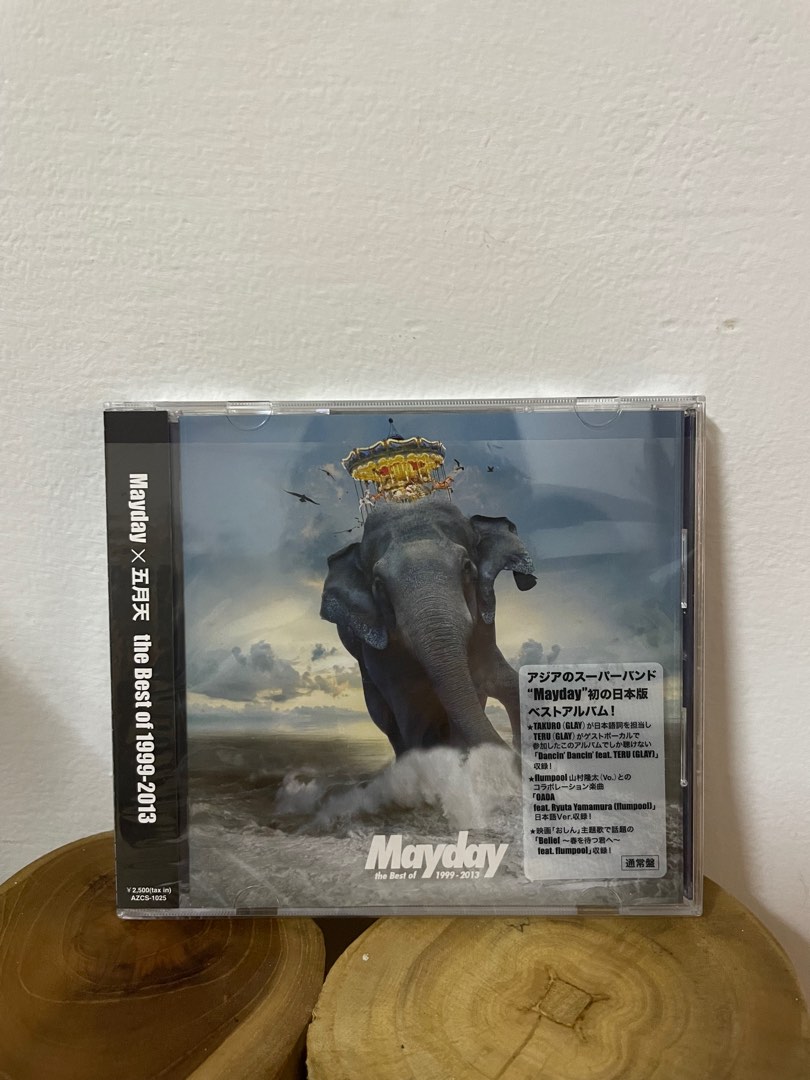 Mayday × 五月天 the Best of 1999-2013
¥2,500(tax in)
AZCS-1025
Mayday
the Best of 1999-2013
アジアのスーパーバンド
“Mayday”初の日本版
ベストアルバム!
★TAKURO(GLAY)が日本語詞を担当し
TERU(GLAY)がゲストボーカルで
参加したこのアルバムでしか聴けない
「Dancin' Dancin' feat. TERU(GLAY)」
収録!
★flumpool 山村隆太(Vo.)との
コラボレーション楽曲
「OAOA
feat. Ryuta Yamamura(flumpool)」
日本語Ver.収録!
★映画「おしん」主題歌で話題の
「Belief ～春を待つ君へ～
feat. flumpool」収録!
通常盤